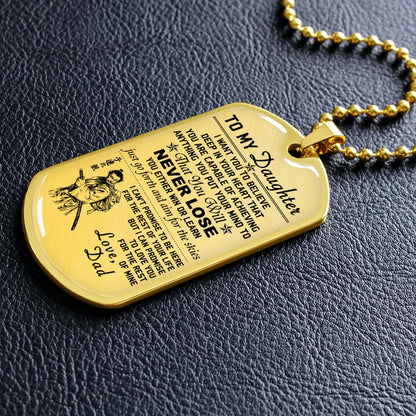 TO MY Daughter
I WANT YOU TO BELIEVE
DEEP IN YOUR HEART THAT
YOU ARE CAPABLE OF ACHIEVING
ANYTHING YOU PUT YOUR MIND TO
That You Will
NEVER LOSE
YOU EITHER WIN OR LEARN
just go forth and aim for the skies
I CAN'T PROMISE TO BE HERE
FOR THE REST OF YOUR LIFE
BUT I CAN PROMISE
TO LOVE YOU
FOR THE REST
OF MINE
Love,
Dad